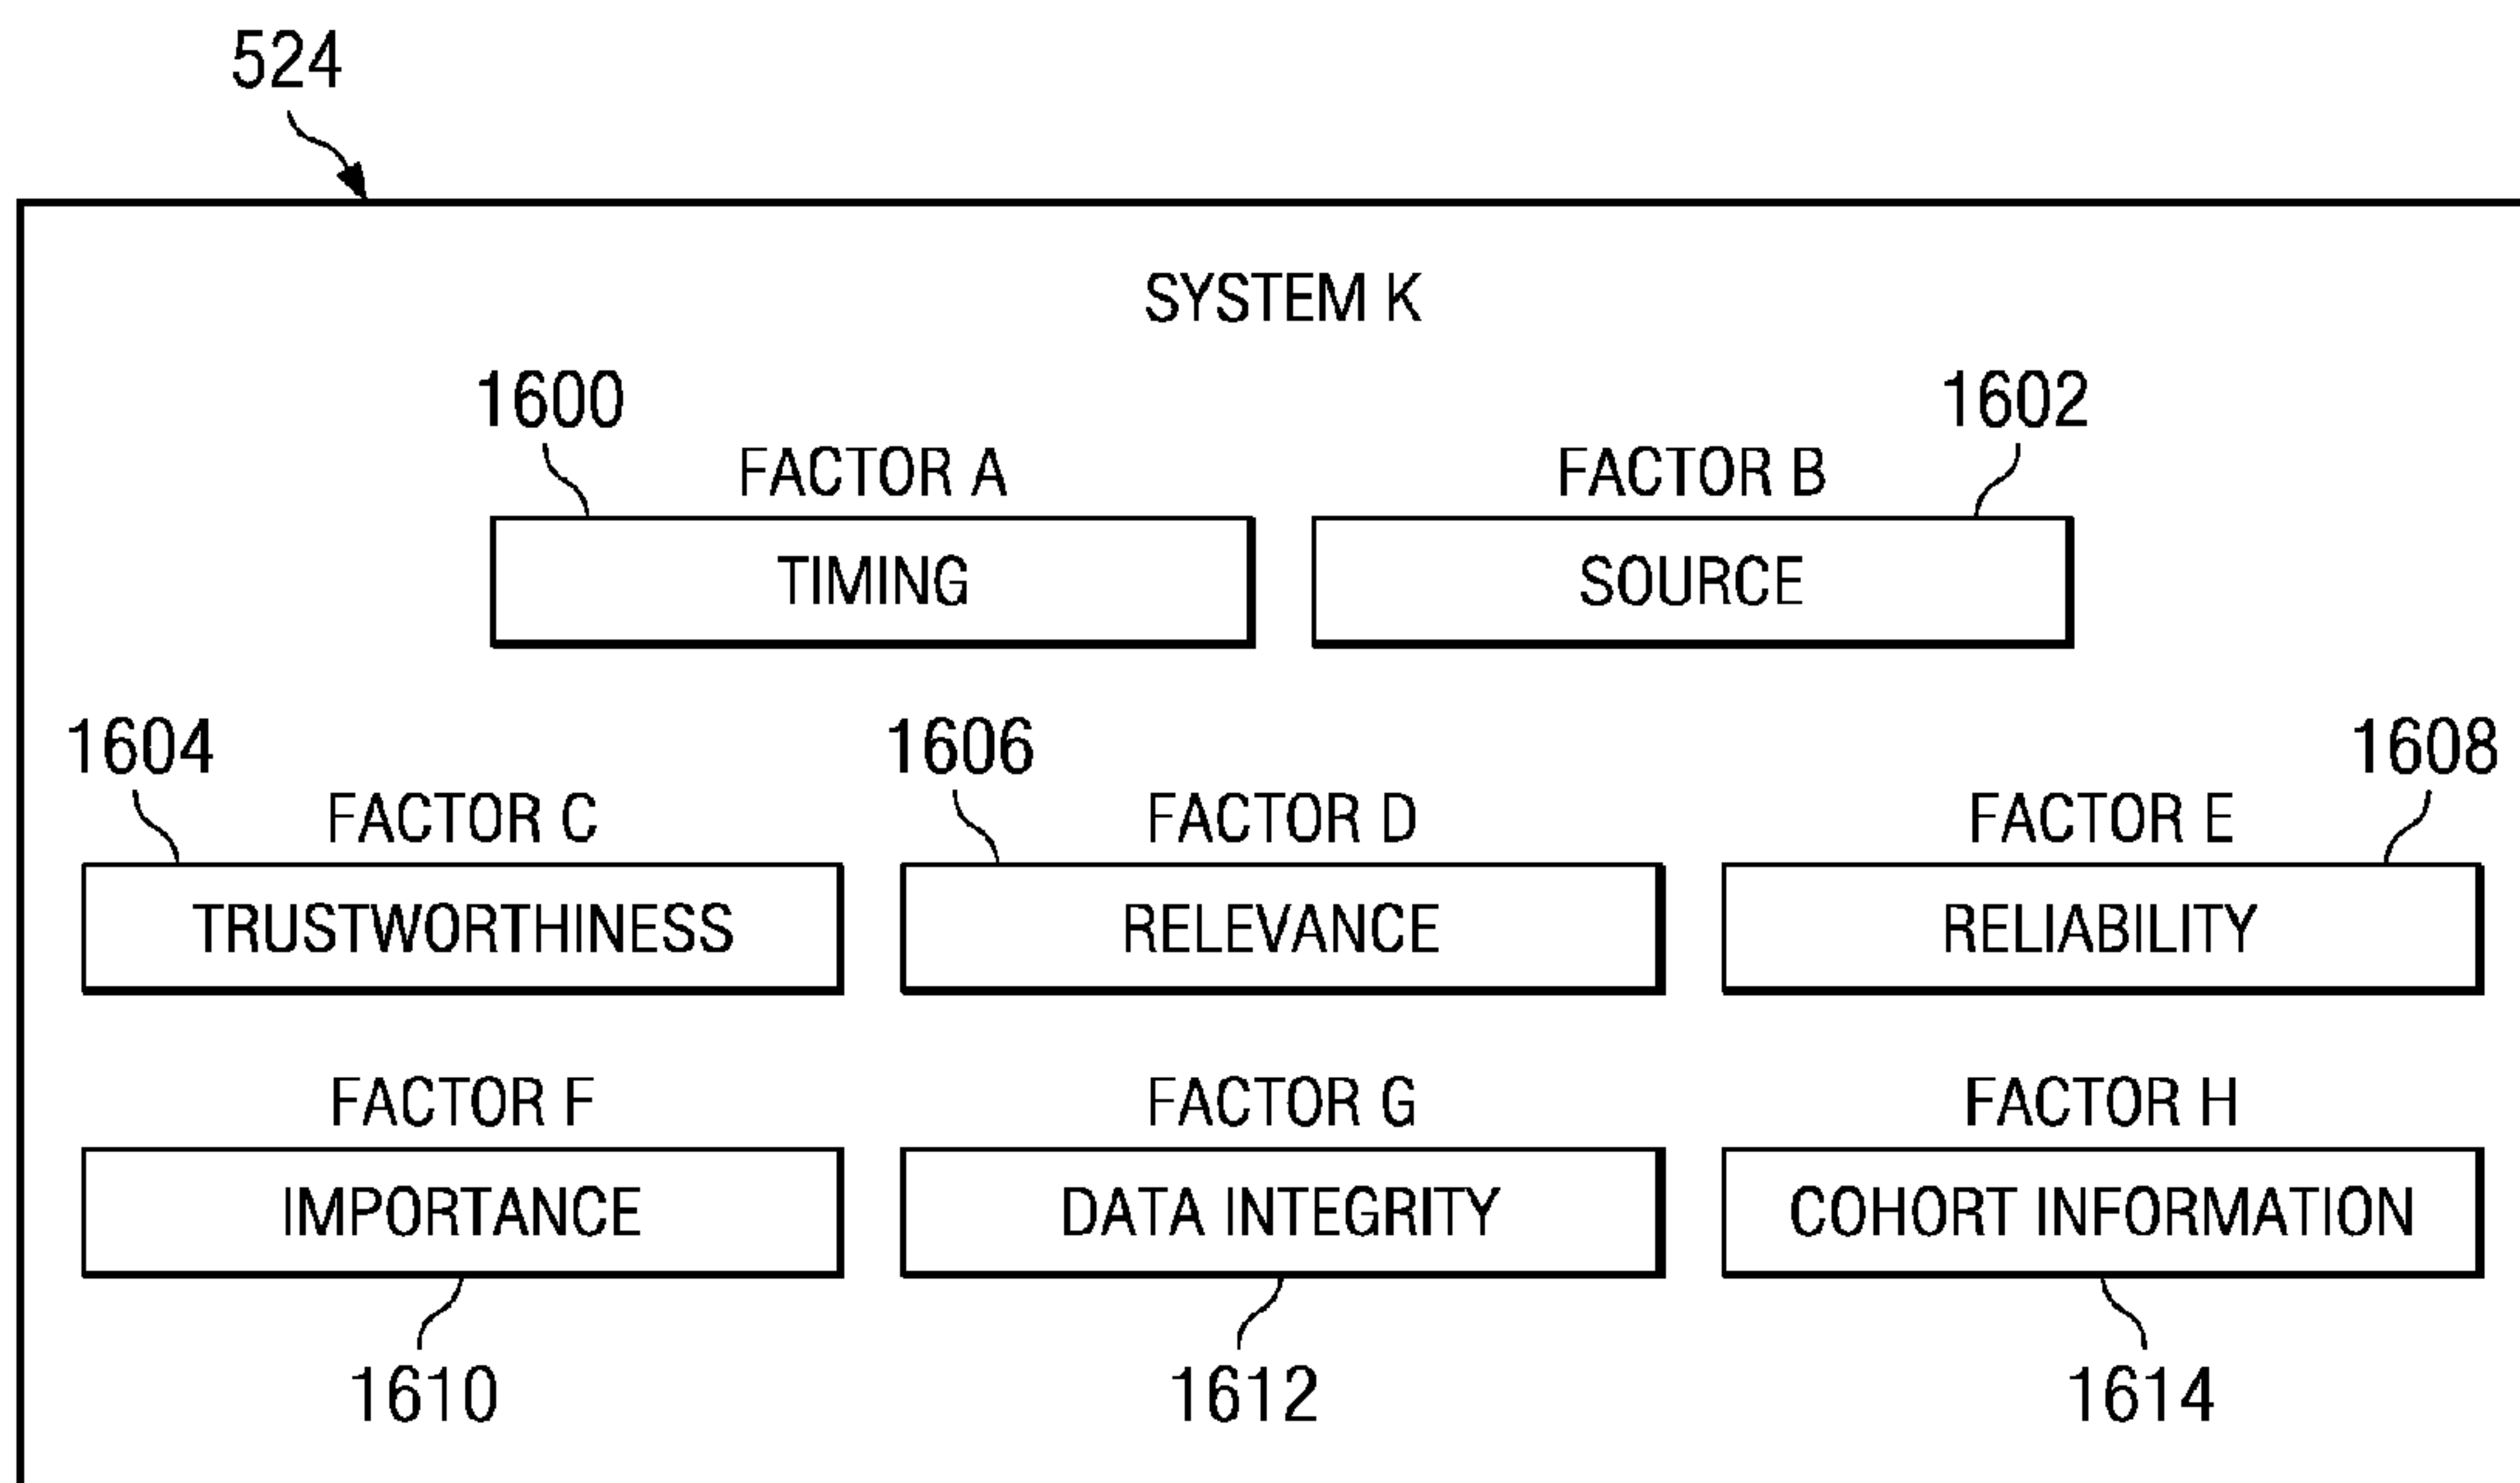 524
SYSTEM K
1600
1602
FACTOR A
FACTOR B
TIMING
SOURCE
1604
1606
1608
FACTOR C
FACTOR D
FACTOR E
TRUSTWORTHINESS
RELEVANCE
RELIABILITY
FACTOR F
FACTOR G
FACTOR H
IMPORTANCE
DATA INTEGRITY
COHORT INFORMATION
1610
1612
1614